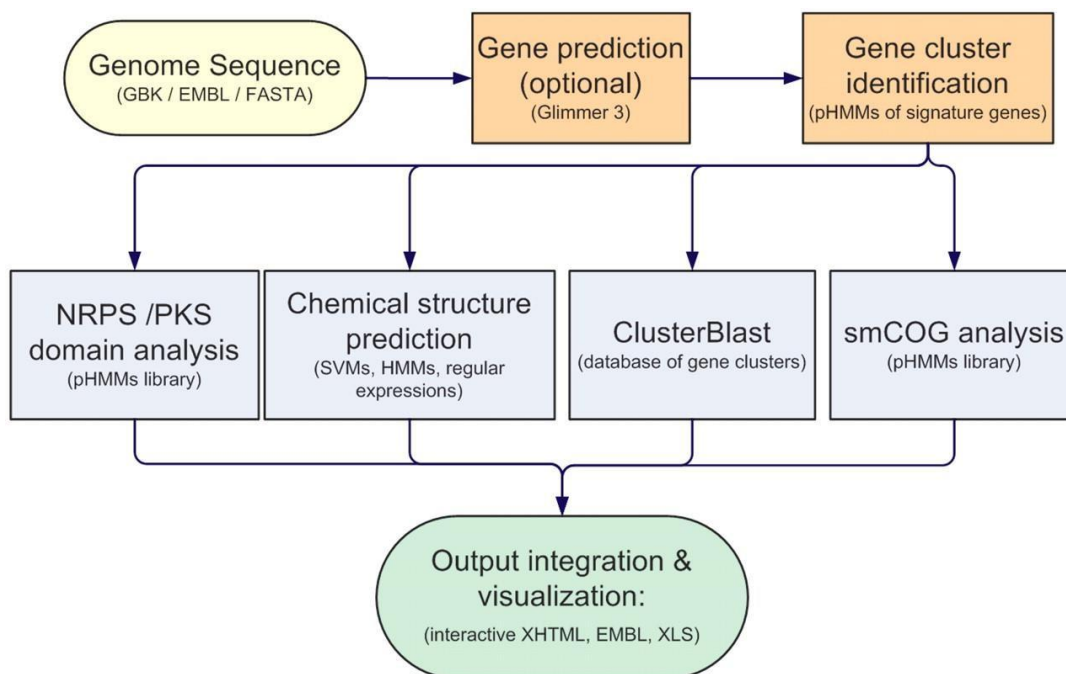 Genome Sequence
(GBK / EMBL / FASTA)
Gene prediction
(optional)
(Glimmer 3)
Gene cluster
identification
(pHMMs of signature genes)
NRPS /PKS
domain analysis
(pHMMs library)
Chemical structure
prediction
(SVMs, HMMs, regular
expressions)
ClusterBlast
(database of gene clusters)
smCOG analysis
(pHMMs library)
Output integration &
visualization:
(interactive XHTML, EMBL, XLS)